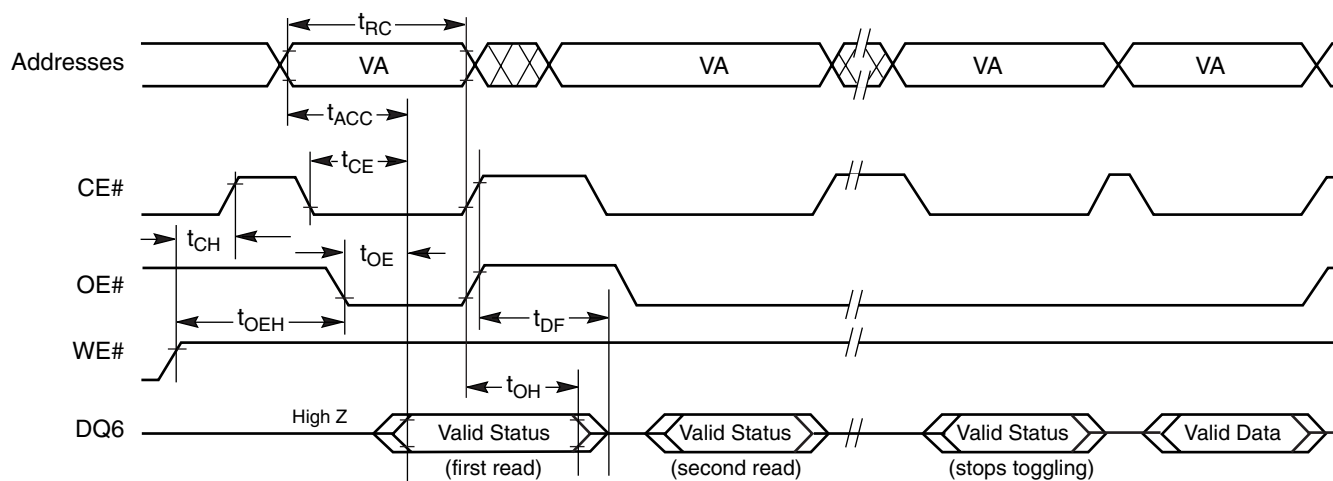 tRC
Addresses VA VA VA VA
tACC
tCE
CE#
tCH tOE
OE#
tOEH tDF
WE#
tOH
High Z
DQ6 Valid Status Valid Status Valid Status Valid Data
(first read) (second read) (stops toggling)